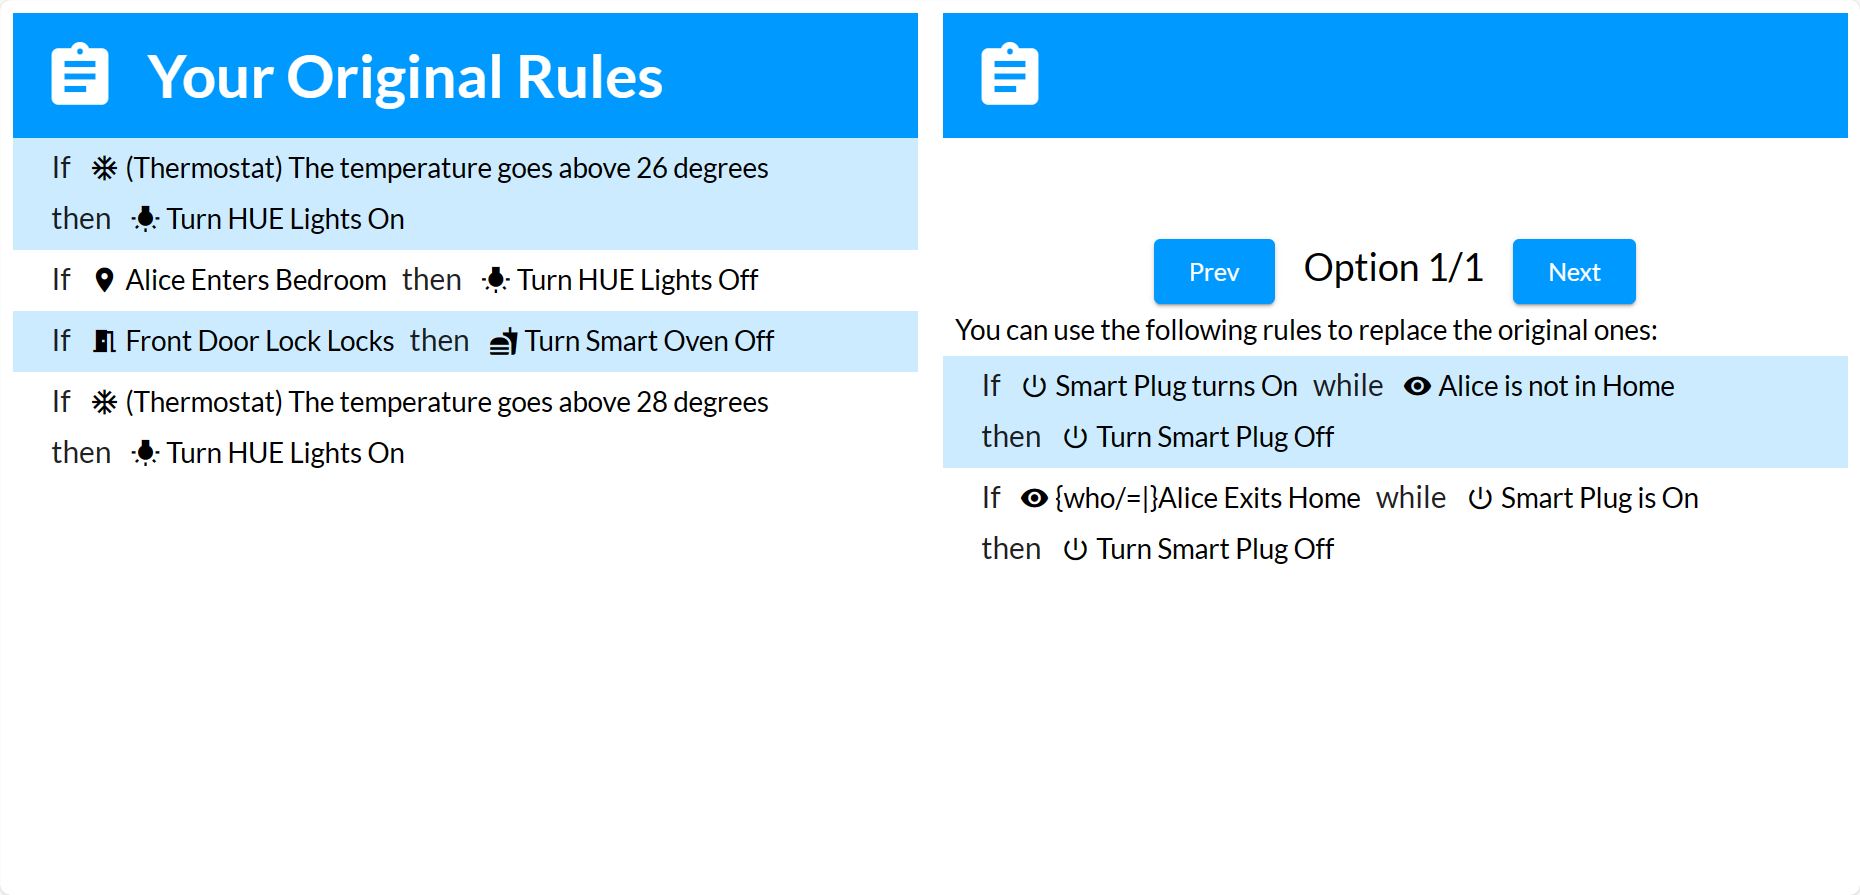 Your Original Rules
If (Thermostat) The temperature goes above 26 degrees
then Turn HUE Lights On
If Alice Enters Bedroom then Turn HUE Lights Off
If Front Door Lock Locks then Turn Smart Oven Off
If (Thermostat) The temperature goes above 28 degrees
then Turn HUE Lights On
Prev Option 1/1 Next
You can use the following rules to replace the original ones:
If Smart Plug turns On while Alice is not in Home
then Turn Smart Plug Off
If {who/=|}Alice Exits Home while Smart Plug is On
then Turn Smart Plug Off